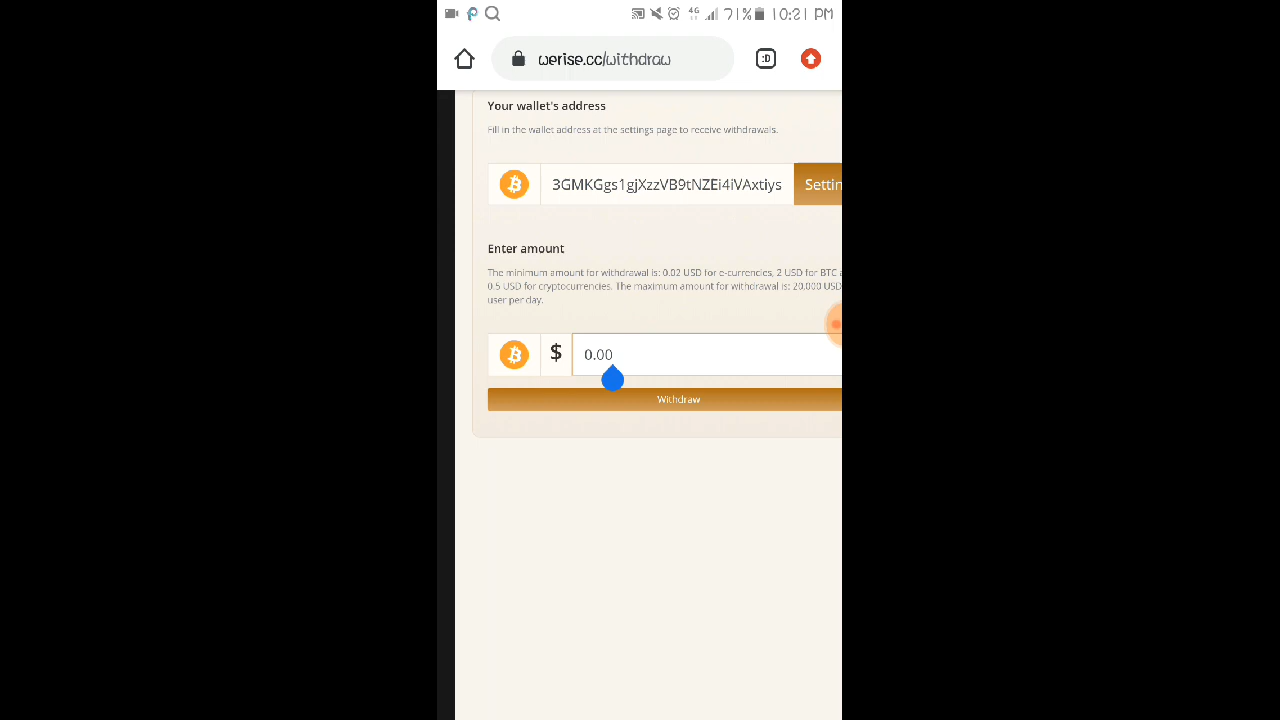 4G 71% 10:21 PM
werise.cc/withdraw :D
Your wallet's address
Fill in the wallet address at the settings page to receive withdrawals.
3GMKGgs1gjXzzVB9tNZEi4iVAxtiys Settin
Enter amount
The minimum amount for withdrawal is: 0.02 USD for e-currencies, 2 USD for BTC a
0.5 USD for cryptocurrencies. The maximum amount for withdrawal is: 20,000 USD
user per day.
$ 0.00
Withdraw